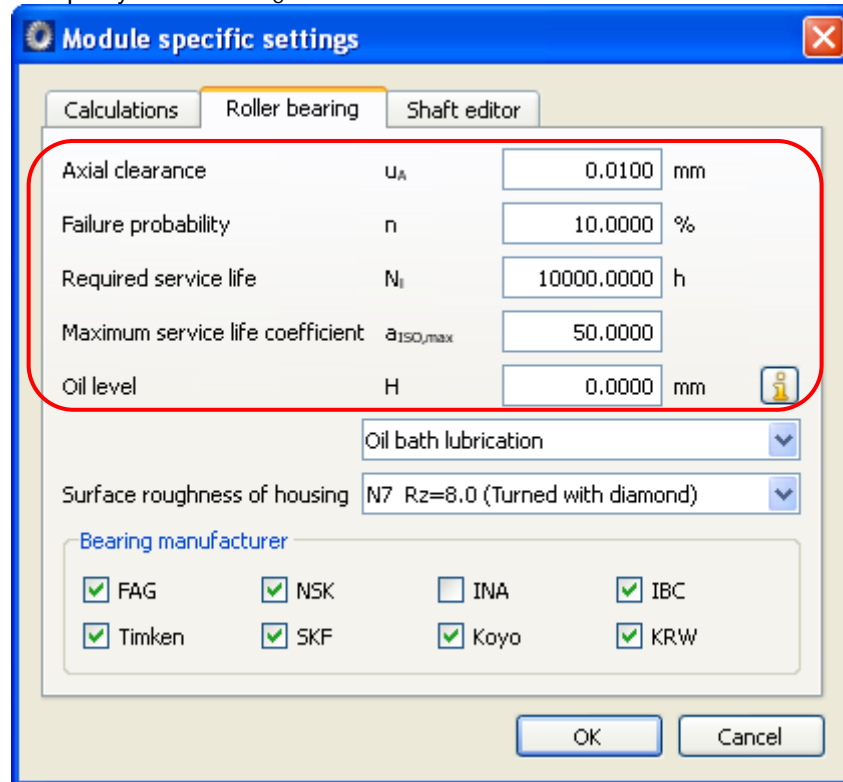 Module specific settings
Calculations Roller bearing Shaft editor
Axial clearance uA 0.0100 mm
Failure probability n 10.0000 %
Required service life Nl 10000.0000 h
Maximum service life coefficient aISO,max 50.0000
Oil level H 0.0000 mm
Oil bath lubrication
Surface roughness of housing N7 Rz=8.0 (Turned with diamond)
Bearing manufacturer
FAG NSK INA IBC
Timken SKF Koyo KRW
OK Cancel